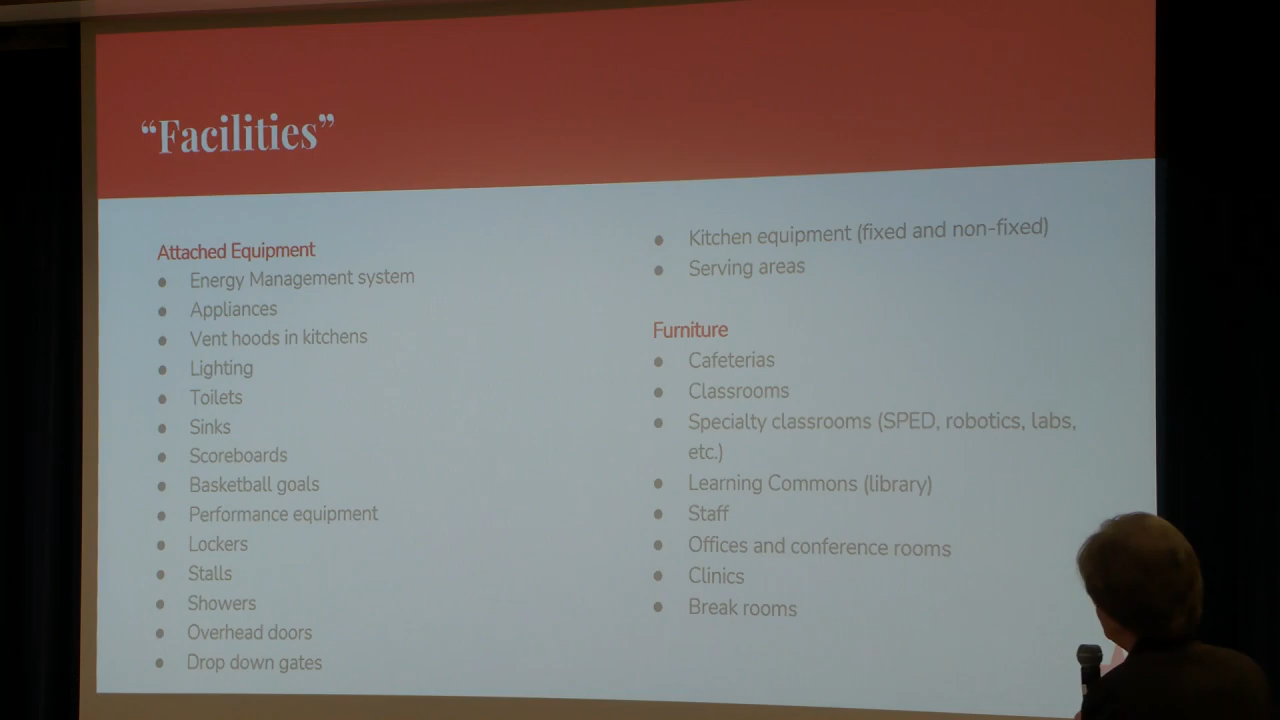 “Facilities”
Attached Equipment
● Energy Management system
● Appliances
● Vent hoods in kitchens
● Lighting
● Toilets
● Sinks
● Scoreboards
● Basketball goals
● Performance equipment
● Lockers
● Stalls
● Showers
● Overhead doors
● Drop down gates
● Kitchen equipment (fixed and non-fixed)
● Serving areas
Furniture
● Cafeterias
● Classrooms
● Specialty classrooms (SPED, robotics, labs,
etc.)
● Learning Commons (library)
● Staff
● Offices and conference rooms
● Clinics
● Break rooms